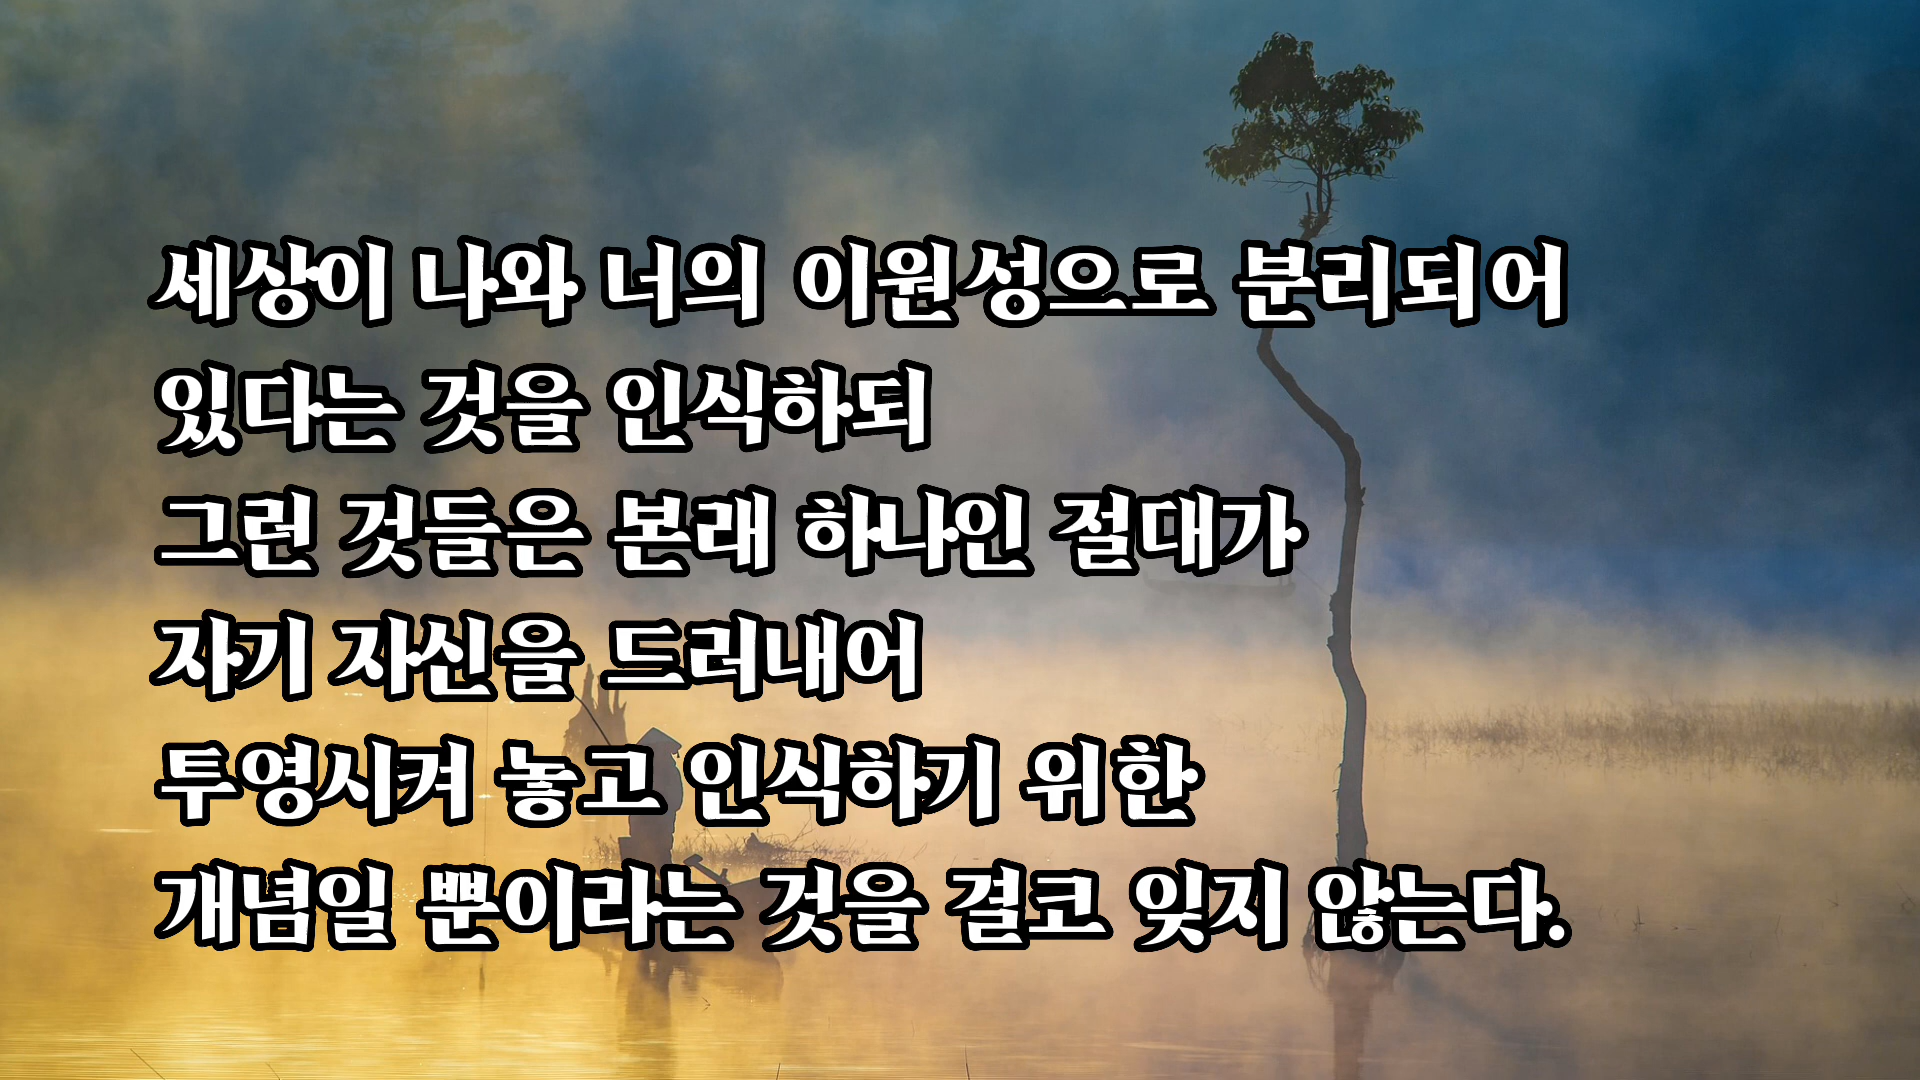 세상이 나와 너의 이원성으로 분리되어
있다는 것을 인식하되
그런 것들은 본래 하나인 절대가
자기 자신을 드러내어
투영시켜 놓고 인식하기 위한
개념일 뿐이라는 것을 결코 잊지 않는다.